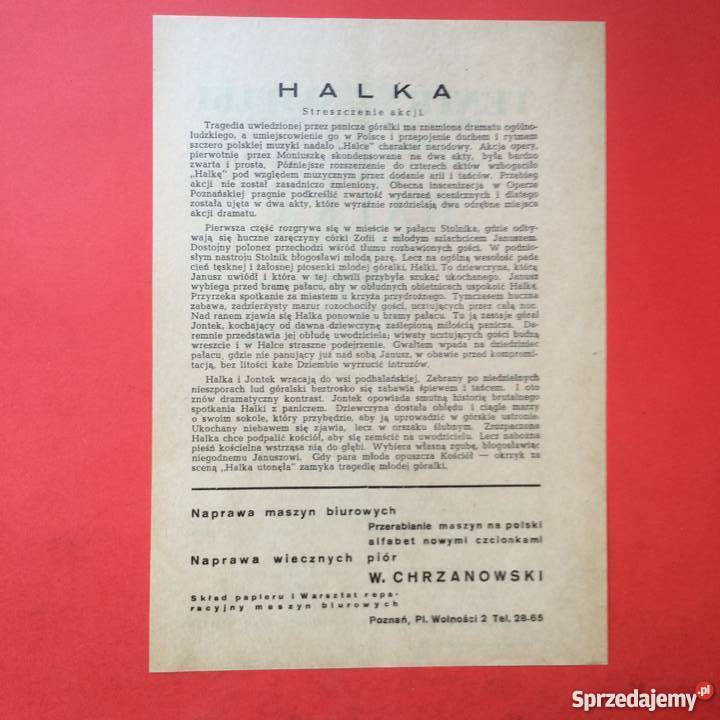 HALKA
Streszczenie akcji.
Tragedia uwiedzionej przez panicza góralki ma znamiona dramatu ogólno-
ludzkiego, a umiejscowienie go w Polsce i przepojenie duchem i rytmem
szczero polskiej muzyki nadało „Halce" charakter narodowy. Akcja opery,
pierwotnie przez Moniuszkę skondensowana na dwa akty, była bardzo
zwarta i prosta. Późniejsze rozszerzenie do czterech aktów wzbogaciło
„Halkę" pod względem muzycznym przez dodanie arii i tańców. Przebieg
akcji nie został zasadniczo zmieniony. Obecna inscenizacja w Operze
Poznańskiej pragnie podkreślić zwartość wydarzeń scenicznych i dlatego
została ujęta w dwa akty, które wyraźnie rozdzielają dwa odrębne miejsca
akcji dramatu.
Pierwsza część rozgrywa się w mieście w pałacu Stolnika, gdzie odby-
wają się huczne zaręczyny córki Zofii z młodym szlachcicem Januszem.
Dostojny polonez przechodzi wśród tłumu rozbawionych gości. W podnio-
słym nastroju Stolnik błogosławi młodą parę. Lecz na ogólną wesołość pada
cień tęsknej i żałosnej piosenki młodej góralki, Halki. To dziewczyna, którą
Janusz uwiódł i która w tej chwili przybyła szukać ukochanego. Janusz
wybiega przed bramę pałacu, aby w obłudnych obietnicach uspokoić Halkę.
Przyrzeka spotkanie za miastem u krzyża przydrożnego. Tymczasem huczna
zabawa, zadzierżysty mazur rozochociły gości, ucztujących przez całą noc.
Nad ranem zjawia się Halka ponownie u bramy pałacu. Tu ją zastaje góral
Jontek, kochający od dawna dziewczynę zaślepioną miłością panicza. Da-
remnie przedstawia jej obłudę uwodziciela; wiwaty ucztujących gości budzą
wreszcie i w Halce straszne podejrzenie. Gwałtem wpada na dziedziniec
pałacu, gdzie nie panujący już nad sobą Janusz, w obawie przed kompromi-
tacją, bez litości każe Dziembie wyrzucić intruzów.
Halka i Jontek wracają do wsi podhalańskiej. Zebrany po niedzielnych
nieszporach lud góralski beztrosko się zabawia śpiewem i tańcem. I oto
znów dramatyczny kontrast. Jontek opowiada smutną historię brutalnego
spotkania Halki z paniczem. Dziewczyna dostała obłędu i ciągle marzy
o swoim sokole, który przybędzie, aby ją uprowadzić w górskie ustronie.
Ukochany niebawem się zjawia, lecz w orszaku ślubnym. Zrozpaczona
Halka chce podpalić kościół, aby się zemścić na uwodzicielu. Lecz nabożna
pieśń kościelna wstrząsa nią do głębi. Wybiera własną zgubę, błogosławiąc
niegodnemu Januszowi. Gdy para młoda opuszcza Kościół — okrzyk za
sceną „Halka utonęła" zamyka tragedię młodej góralki.
Naprawa maszyn biurowych
Przerabianie maszyn na polski
alfabet nowymi czcionkami
Naprawa wiecznych piór
W. CHRZANOWSKI
Skład papieru i Warsztat repa-
racyjny maszyn biurowych
Poznań, Pl. Wolności 2 Tel. 28-65
Sprzedajemy.pl